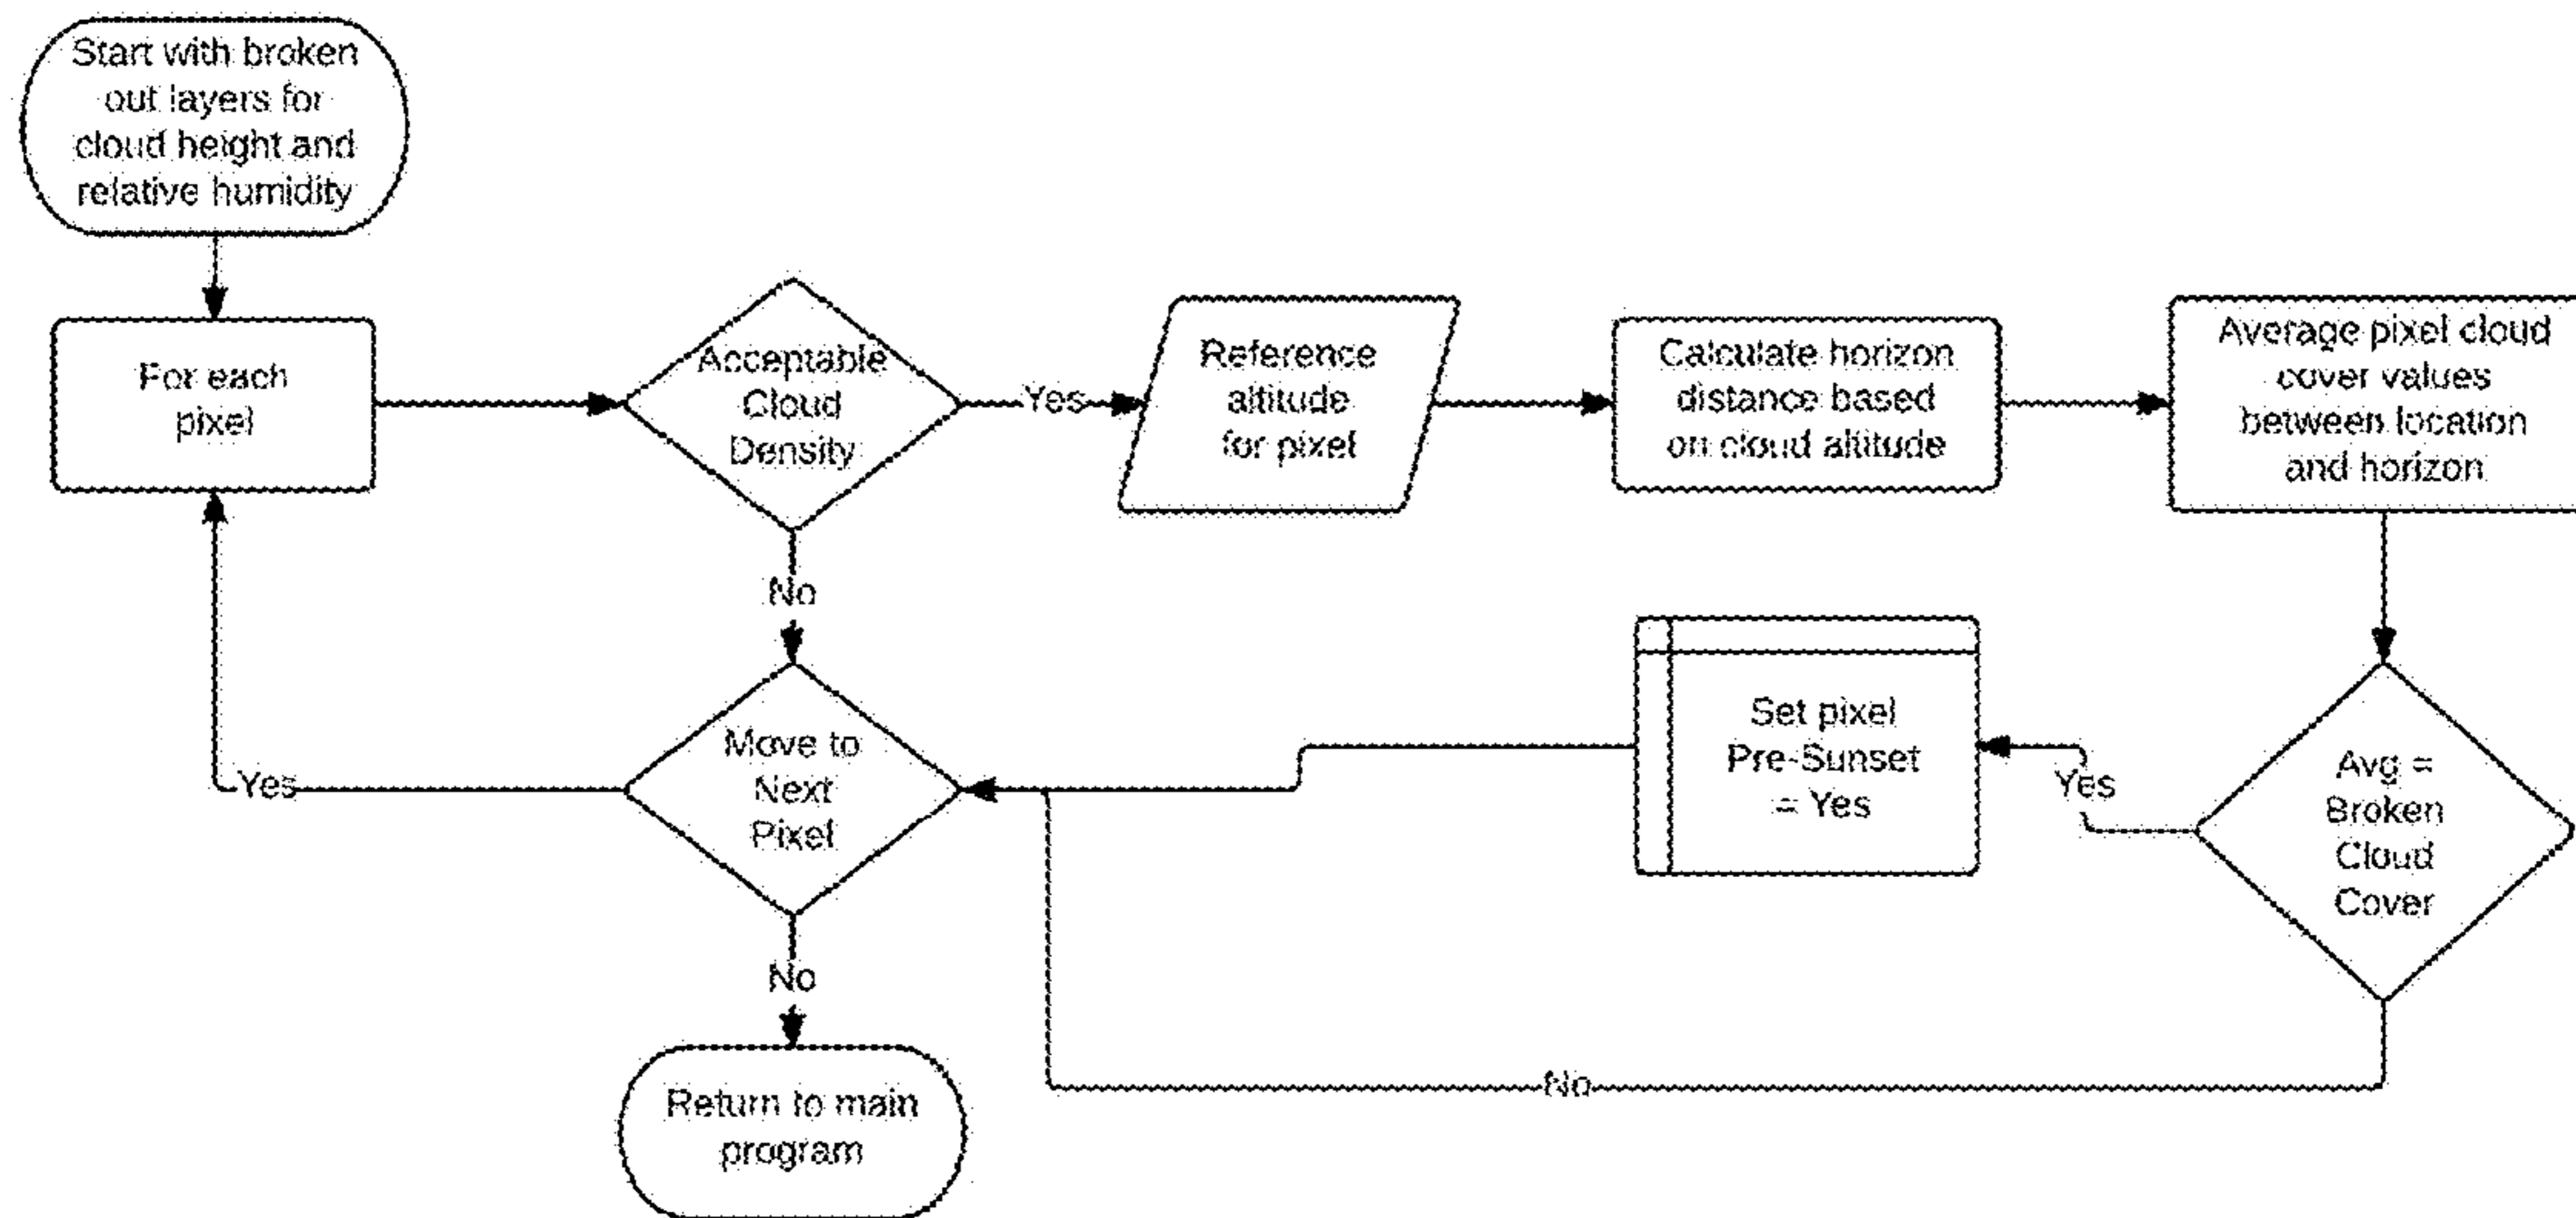 Start with broken
out layers for
cloud height and
relative humidity
For each
pixel
Acceptable
Cloud
Density
Yes
Reference
altitude
for pixel
Calculate horizon
distance based
on cloud altitude
Average pixel cloud
cover values
between location
and horizon
No
Move to
Next
Pixel
Yes
Set pixel
Pre-Sunset
= Yes
Yes
Avg =
Broken
Cloud
Cover
No
No
Return to main
program